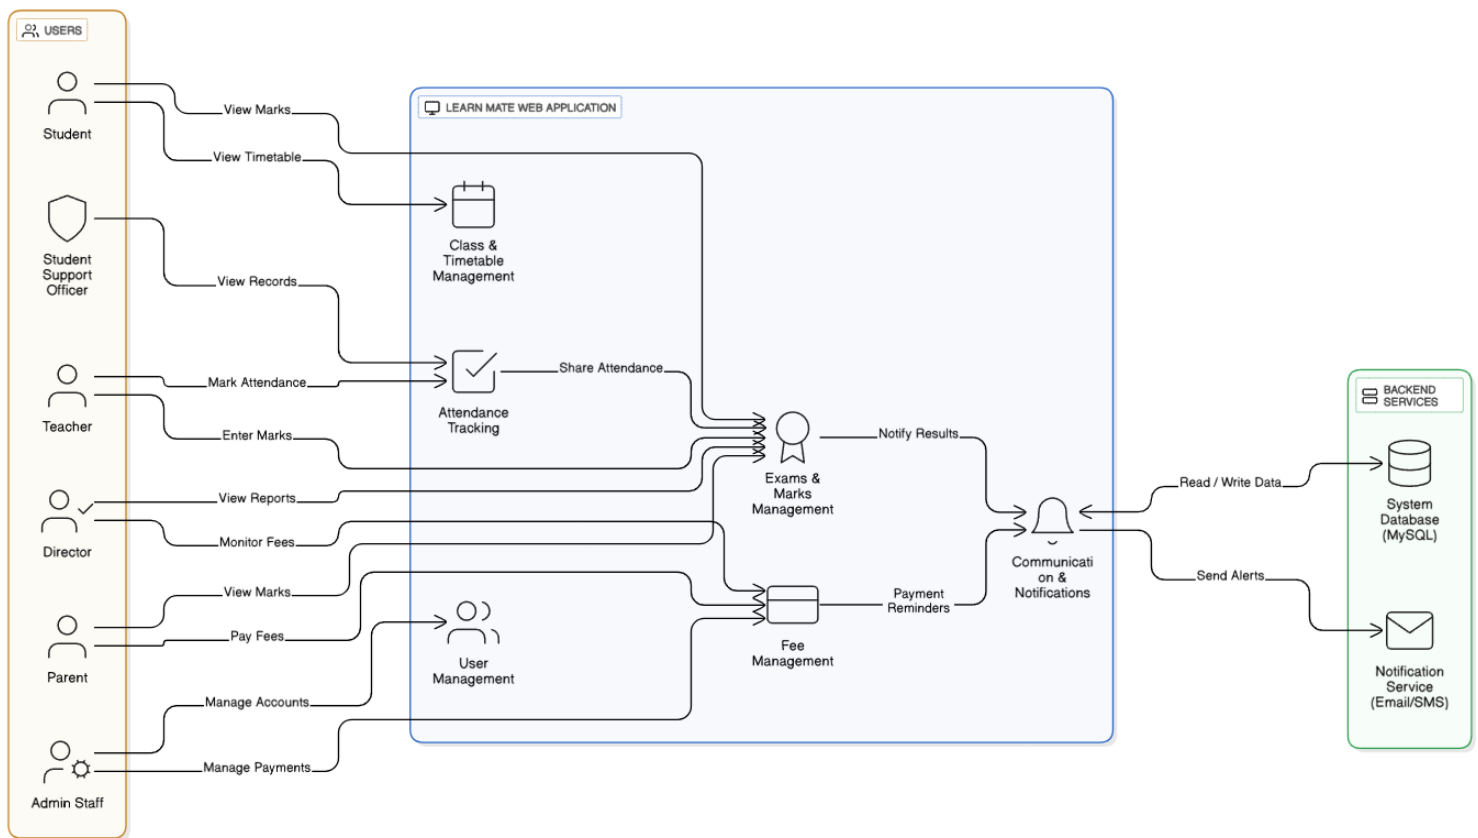 USERS
Student
Student
Support
Officer
Teacher
Director
Parent
Admin Staff
View Marks
View Timetable
View Records
Mark Attendance
Enter Marks
View Reports
Monitor Fees
View Marks
Pay Fees
Manage Accounts
Manage Payments
LEARN MATE WEB APPLICATION
Class &
Timetable
Management
Attendance
Tracking
Share Attendance
User
Management
Exams &
Marks
Management
Fee
Management
Notify Results
Payment
Reminders
Communicati
on &
Notifications
Read / Write Data
Send Alerts
BACKEND
SERVICES
System
Database
(MySQL)
Notification
Service
(Email/SMS)